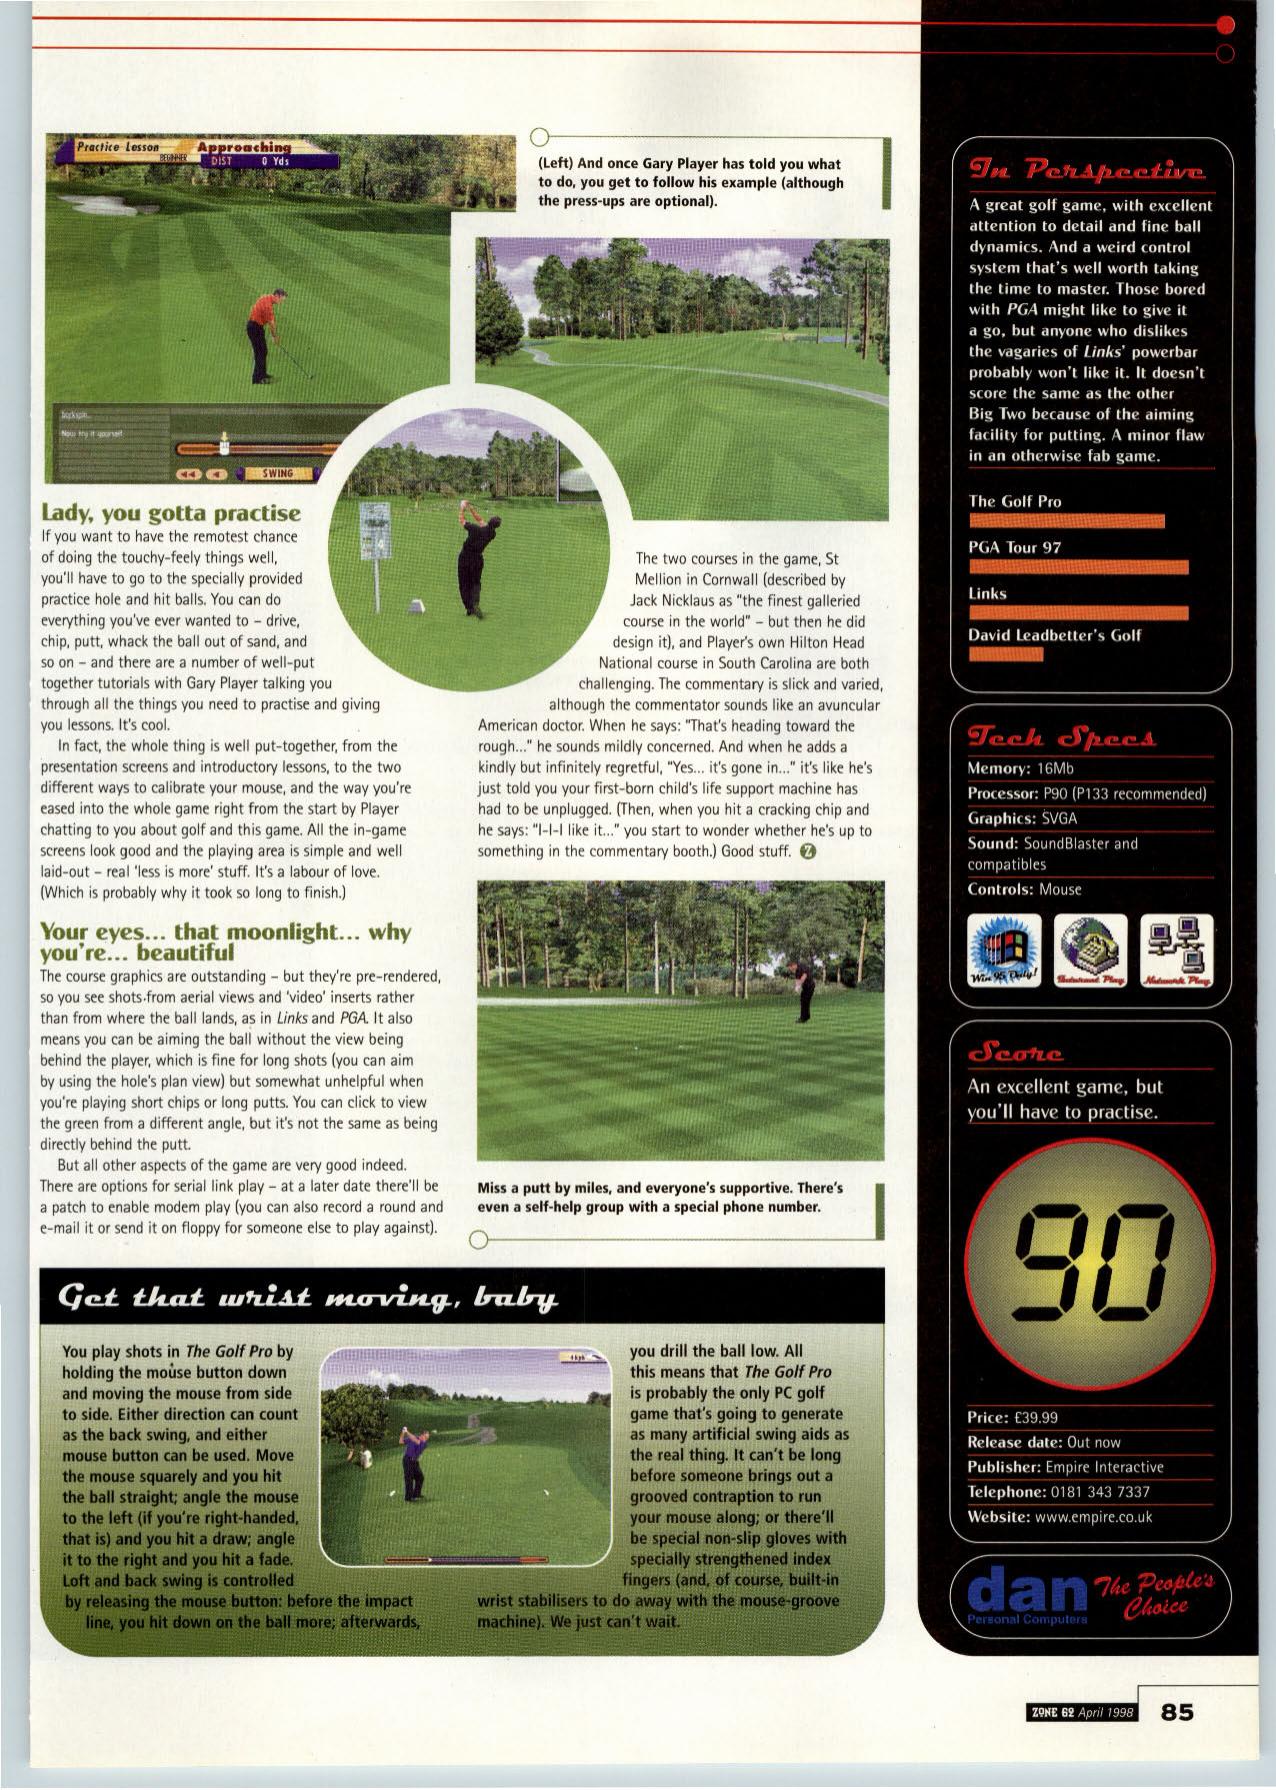 Practice Lesson
Approaching
BEGINNER
DIST 0 Yds
backspin...
Now try it yourself
SWING
(Left) And once Gary Player has told you what
to do, you get to follow his example (although
the press-ups are optional).
Lady, you gotta practise
If you want to have the remotest chance
of doing the touchy-feely things well,
you'll have to go to the specially provided
practice hole and hit balls. You can do
everything you've ever wanted to – drive,
chip, putt, whack the ball out of sand, and
so on – and there are a number of well-put
together tutorials with Gary Player talking you
through all the things you need to practise and giving
you lessons. It's cool.
In fact, the whole thing is well put-together, from the
presentation screens and introductory lessons, to the two
different ways to calibrate your mouse, and the way you're
eased into the whole game right from the start by Player
chatting to you about golf and this game. All the in-game
screens look good and the playing area is simple and well
laid-out – real 'less is more' stuff. It's a labour of love.
(Which is probably why it took so long to finish.)
Your eyes... that moonlight... why
you're... beautiful
The course graphics are outstanding – but they're pre-rendered,
so you see shots from aerial views and 'video' inserts rather
than from where the ball lands, as in Links and PGA. It also
means you can be aiming the ball without the view being
behind the player, which is fine for long shots (you can aim
by using the hole's plan view) but somewhat unhelpful when
you're playing short chips or long putts. You can click to view
the green from a different angle, but it's not the same as being
directly behind the putt.
But all other aspects of the game are very good indeed.
There are options for serial link play – at a later date there'll be
a patch to enable modem play (you can also record a round and
e-mail it or send it on floppy for someone else to play against).
The two courses in the game, St
Mellion in Cornwall (described by
Jack Nicklaus as "the finest galleried
course in the world" – but then he did
design it), and Player's own Hilton Head
National course in South Carolina are both
challenging. The commentary is slick and varied,
although the commentator sounds like an avuncular
American doctor. When he says: "That's heading toward the
rough..." he sounds mildly concerned. And when he adds a
kindly but infinitely regretful, "Yes... it's gone in..." it's like he's
just told you your first-born child's life support machine has
had to be unplugged. (Then, when you hit a cracking chip and
he says: "I-I-I like it..." you start to wonder whether he's up to
something in the commentary booth.) Good stuff. Z
Miss a putt by miles, and everyone's supportive. There's
even a self-help group with a special phone number.
Get that wrist moving, baby
You play shots in The Golf Pro by
holding the mouse button down
and moving the mouse from side
to side. Either direction can count
as the back swing, and either
mouse button can be used. Move
the mouse squarely and you hit
the ball straight; angle the mouse
to the left (if you're right-handed,
that is) and you hit a draw; angle
it to the right and you hit a fade.
Loft and back swing is controlled
by releasing the mouse button: before the impact
line, you hit down on the ball more; afterwards,
4 kph
you drill the ball low. All
this means that The Golf Pro
is probably the only PC golf
game that's going to generate
as many artificial swing aids as
the real thing. It can't be long
before someone brings out a
grooved contraption to run
your mouse along; or there'll
be special non-slip gloves with
specially strengthened index
fingers (and, of course, built-in
wrist stabilisers to do away with the mouse-groove
machine). We just can't wait.
In Perspective
A great golf game, with excellent
attention to detail and fine ball
dynamics. And a weird control
system that's well worth taking
the time to master. Those bored
with PGA might like to give it
a go, but anyone who dislikes
the vagaries of Links' powerbar
probably won't like it. It doesn't
score the same as the other
Big Two because of the aiming
facility for putting. A minor flaw
in an otherwise fab game.
The Golf Pro
PGA Tour 97
Links
David Leadbetter's Golf
Tech Specs
Memory: 16Mb
Processor: P90 (P133 recommended)
Graphics: SVGA
Sound: SoundBlaster and
compatibles
Controls: Mouse
Win 95 Only!
Internet Play
Network Play
Score
An excellent game, but
you'll have to practise.
90
Price: £39.99
Release date: Out now
Publisher: Empire Interactive
Telephone: 0181 343 7337
Website: www.empire.co.uk
dan
Personal Computers
The People's
Choice
ZONE 62 April 1998 85